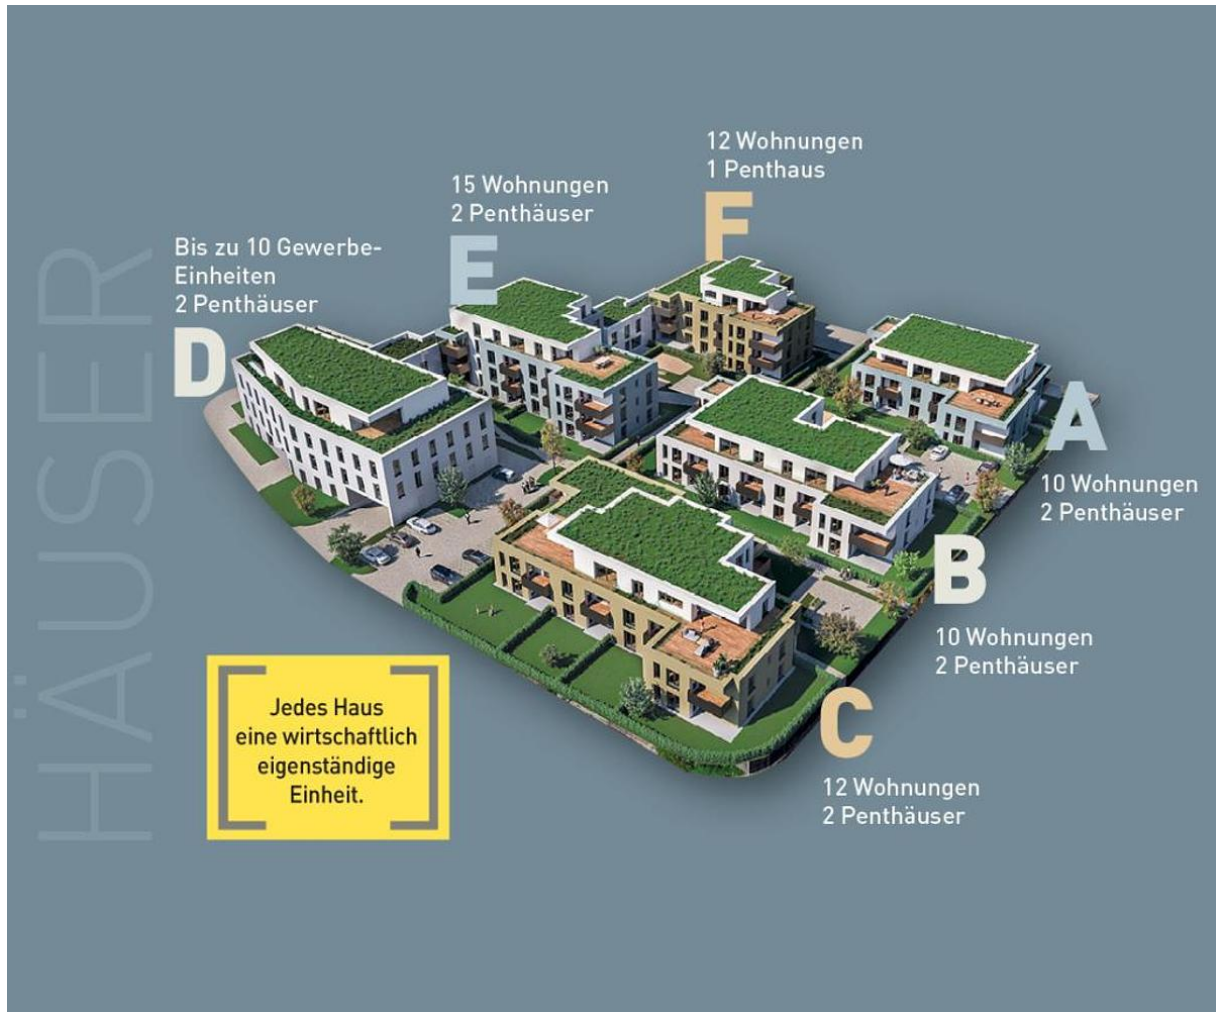 HÄUSER
12 Wohnungen
1 Penthaus
F
15 Wohnungen
2 Penthäuser
E
Bis zu 10 Gewerbe-
Einheiten
2 Penthäuser
D
A
10 Wohnungen
2 Penthäuser
B
10 Wohnungen
2 Penthäuser
C
12 Wohnungen
2 Penthäuser
Jedes Haus
eine wirtschaftlich
eigenständige
Einheit.